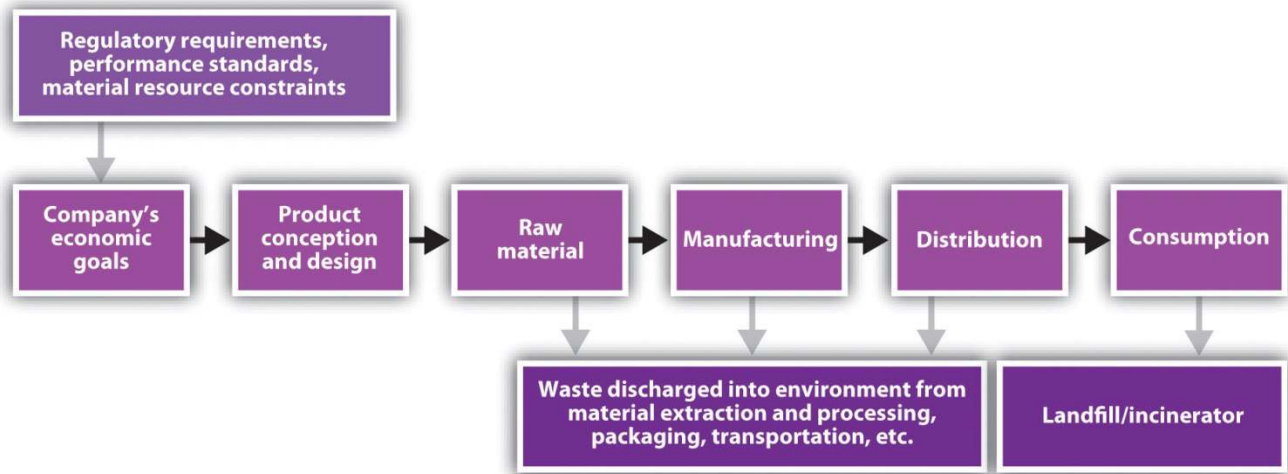 Regulatory requirements,
performance standards,
material resource constraints
Company’s
economic
goals
Product
conception
and design
Raw
material
Manufacturing
Distribution
Consumption
Waste discharged into environment from
material extraction and processing,
packaging, transportation, etc.
Landfill/incinerator